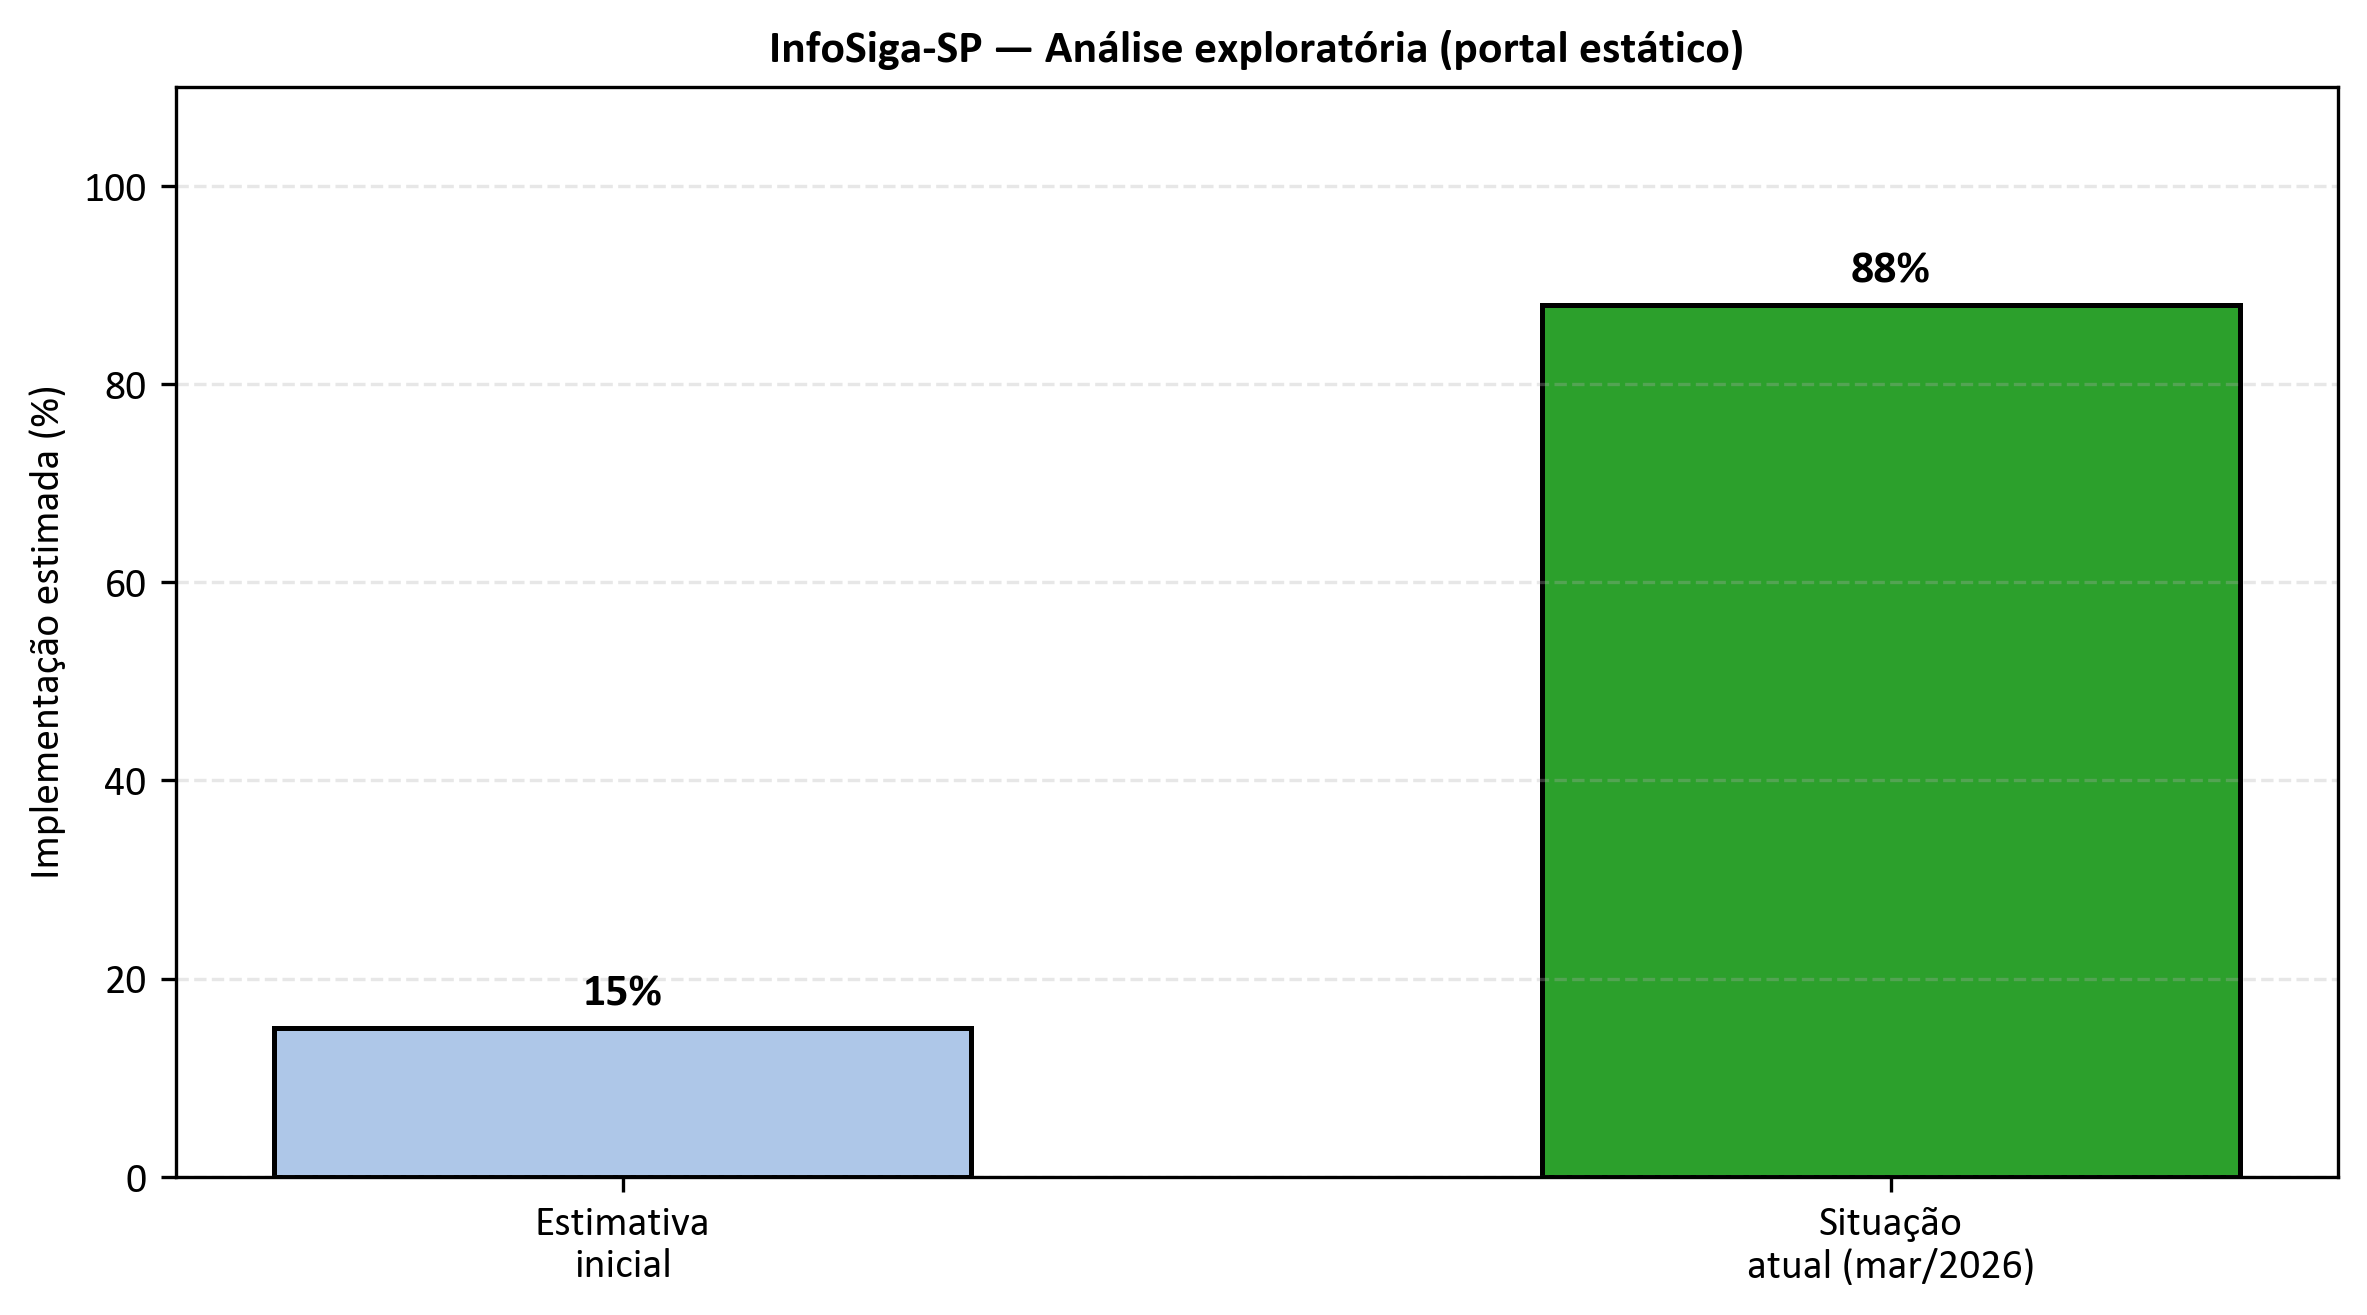 InfoSiga-SP — Análise exploratória (portal estático)
Implementação estimada (%)
100
80
60
40
20
0
15%
88%
Estimativa
inicial
Situação
atual (mar/2026)